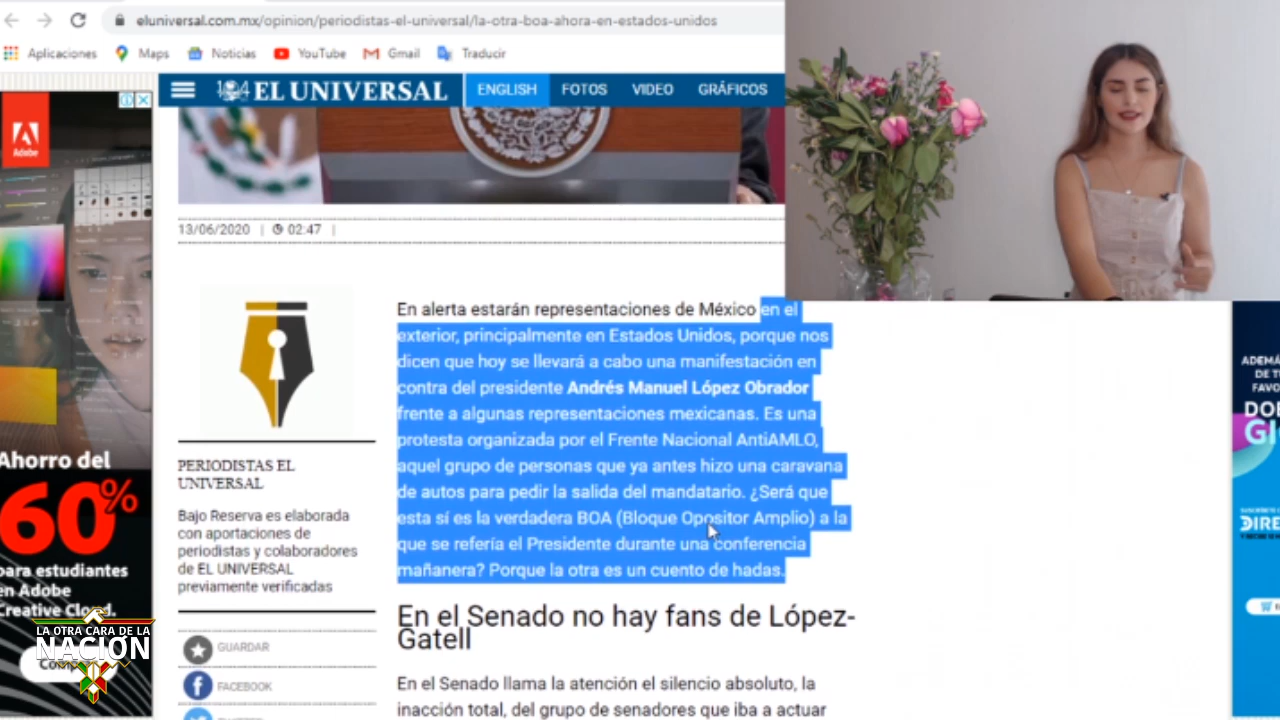 eluniversal.com.mx/opinion/periodistas-el-universal/la-otra-boa-ahora-en-estados-unidos
Aplicaciones Maps Noticias YouTube Gmail Traducir
EL UNIVERSAL ENGLISH FOTOS VIDEO GRÁFICOS
Adobe
13/06/2020 | 02:47 |
En alerta estarán representaciones de México en el
exterior, principalmente en Estados Unidos, porque nos
dicen que hoy se llevará a cabo una manifestación en
contra del presidente Andrés Manuel López Obrador
frente a algunas representaciones mexicanas. Es una
protesta organizada por el Frente Nacional AntiAMLO,
aquel grupo de personas que ya antes hizo una caravana
de autos para pedir la salida del mandatario. ¿Será que
esta sí es la verdadera BOA (Bloque Opositor Amplio) a la
que se refería el Presidente durante una conferencia
mañanera? Porque la otra es un cuento de hadas.
En el Senado no hay fans de López-
Gatell
En el Senado llama la atención el silencio absoluto, la
inacción total, del grupo de senadores que iba a actuar
PERIODISTAS EL
UNIVERSAL
Bajo Reserva es elaborada
con aportaciones de
periodistas y colaboradores
de EL UNIVERSAL
previamente verificadas
GUARDAR
FACEBOOK
Ahorro del
60%
para estudiantes
en Adobe
Creative Cloud.
LA OTRA CARA DE LA
NACIÓN
ADEMÁ
DE TU
FAVO
DO
DIRE